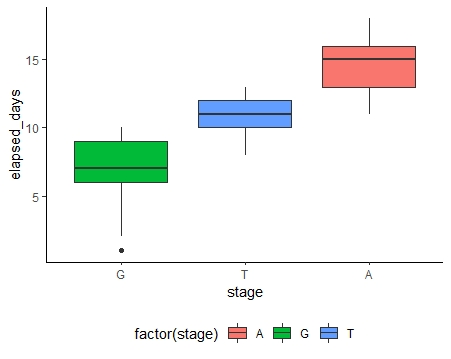 elapsed_days
15
10
5
G T A
stage
factor(stage) A G T